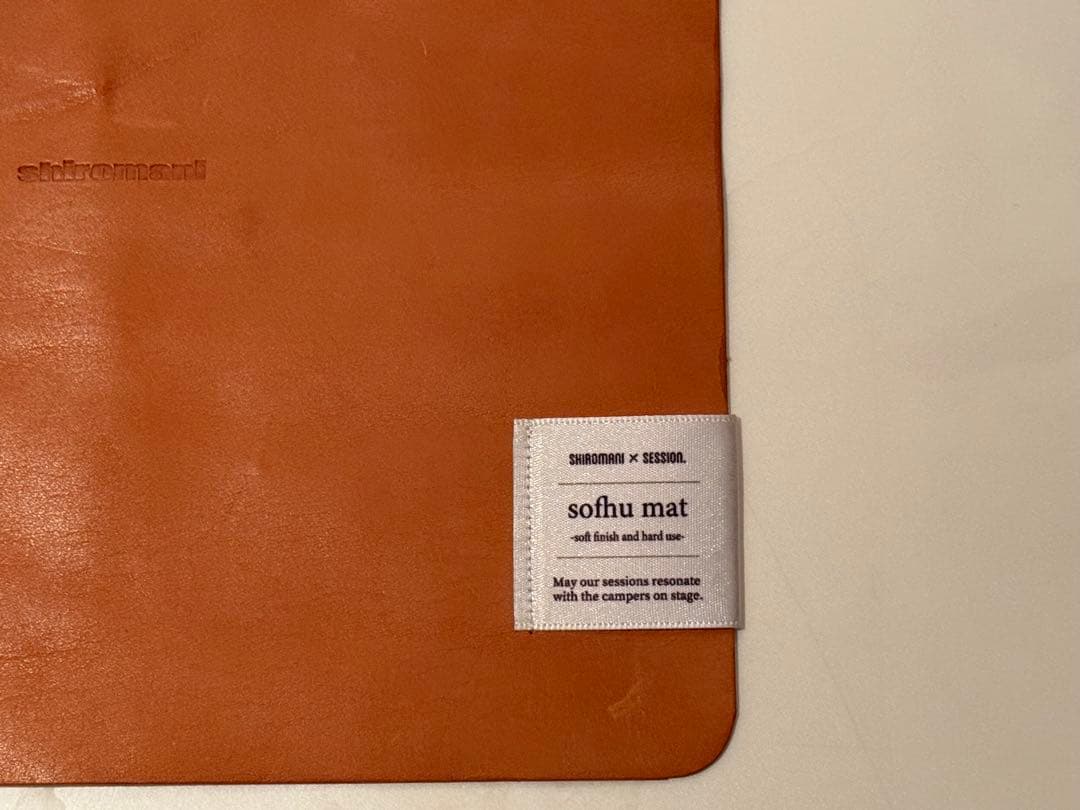 shiromani
SHIROMANI × SESSION.
sofhu mat
-soft finish and hard use-
May our sessions resonate
with the campers on stage.